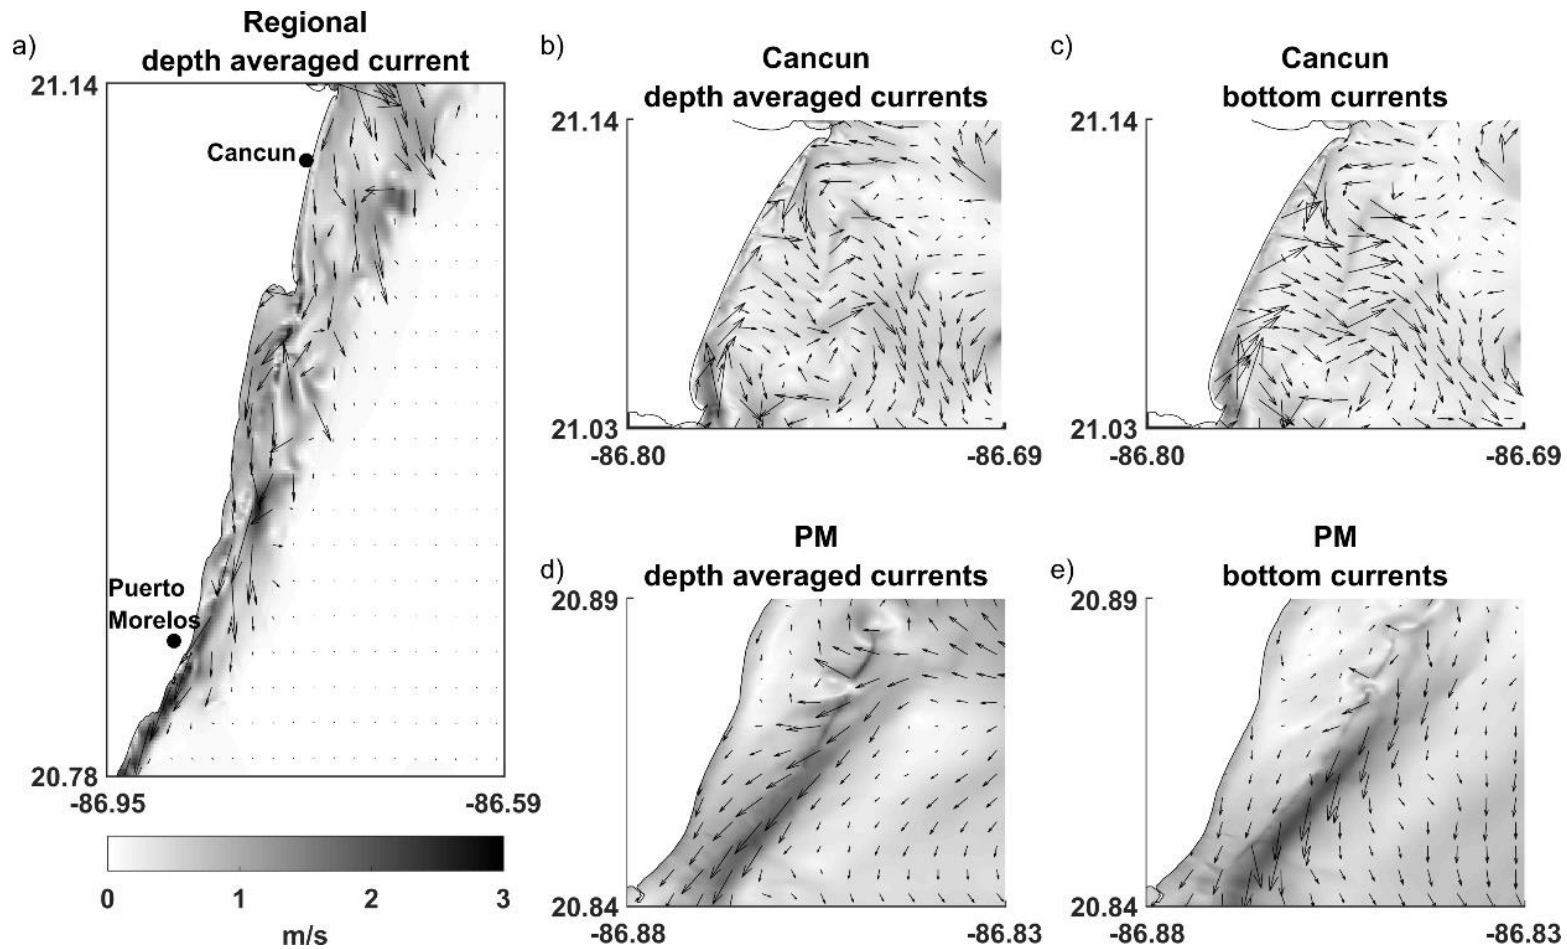 a)
Regional
depth averaged current
21.14
Cancun
Puerto
Morelos
20.78
-86.95
-86.59
0
1
2
3
m/s
b)
Cancun
depth averaged currents
21.14
21.03
-86.80
-86.69
c)
Cancun
bottom currents
21.14
21.03
-86.80
-86.69
d)
PM
depth averaged currents
20.89
20.84
-86.88
-86.83
e)
PM
bottom currents
20.89
20.84
-86.88
-86.83